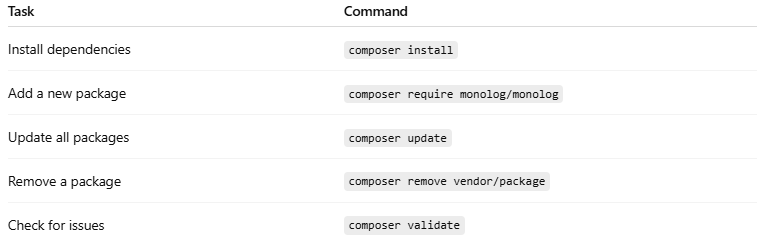 Task Command
Install dependencies composer install
Add a new package composer require monolog/monolog
Update all packages composer update
Remove a package composer remove vendor/package
Check for issues composer validate